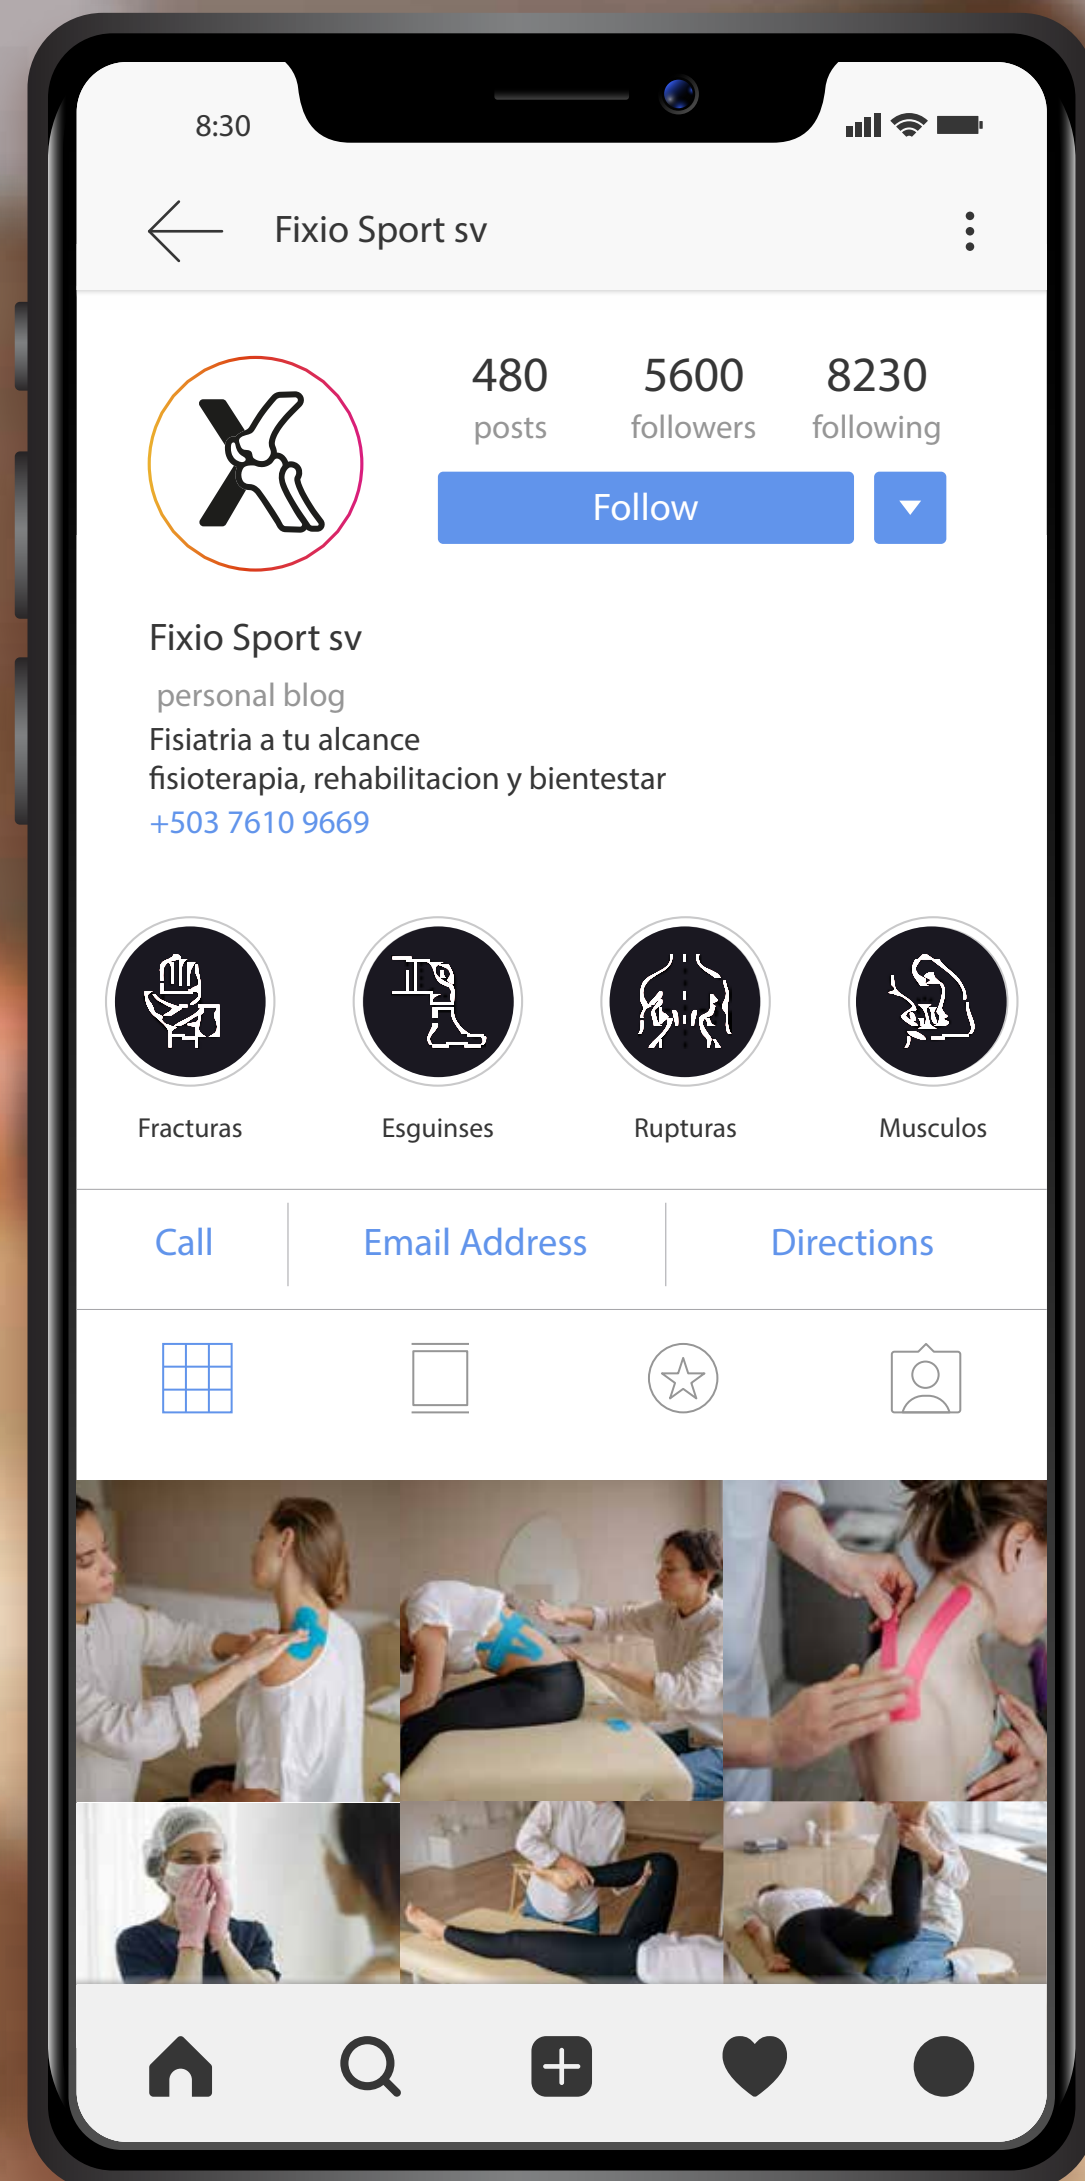 8:30
Fixio Sport sv
480 5600 8230
posts followers following
Follow
Fixio Sport sv
personal blog
Fisiatria a tu alcance
fisioterapia, rehabilitacion y bientestar
+503 7610 9669
Fracturas Esguinses Rupturas Musculos
Call Email Address Directions